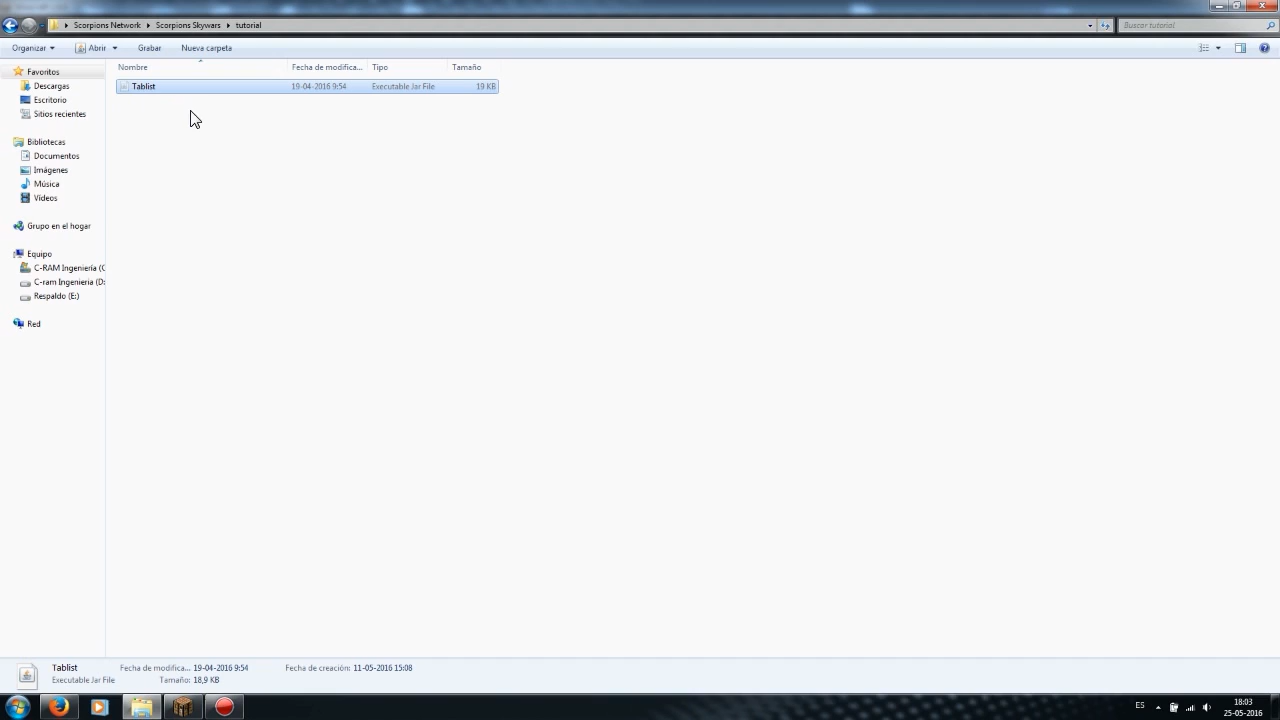 Scorpions Network Scorpions Skywars tutorial Buscar tutorial
Organizar Abrir Grabar Nueva carpeta
Nombre Fecha de modifica... Tipo Tamaño
Tablist 19-04-2016 9:54 Executable Jar File 19 KB
Favoritos
Descargas
Escritorio
Sitios recientes
Bibliotecas
Documentos
Imágenes
Música
Vídeos
Grupo en el hogar
Equipo
C-RAM Ingeniería (C
C-ram Ingenieria (D:
Respaldo (E:)
Red
Tablist Fecha de modifica... 19-04-2016 9:54 Fecha de creación: 11-05-2016 15:08
Executable Jar File Tamaño: 18,9 KB
ES 18:03
25-05-2016